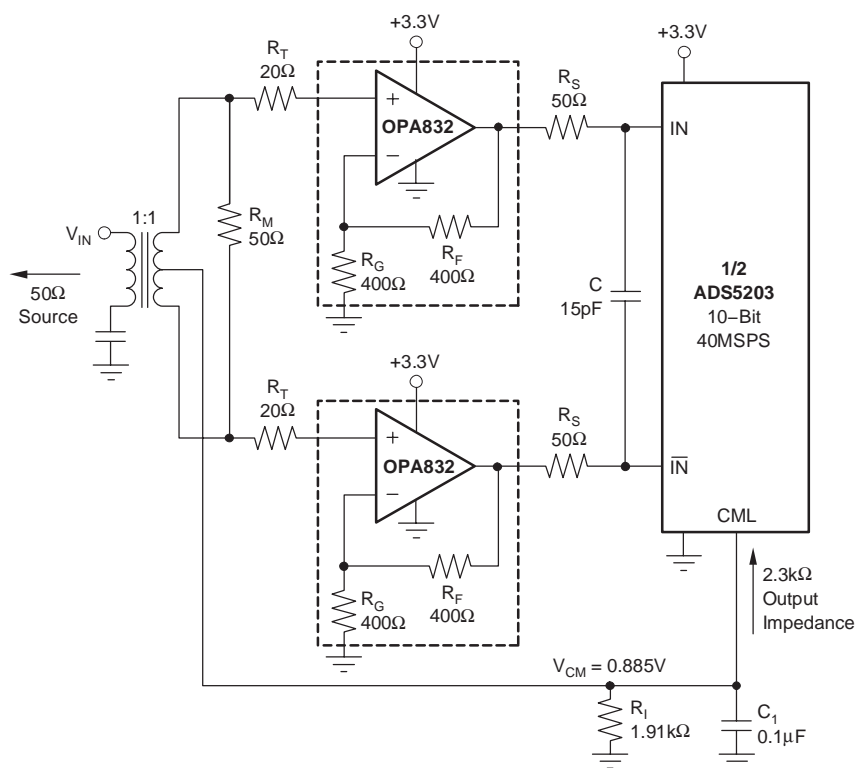 +3.3V
R_T
20Ω
+
OPA832
−
R_G
400Ω
R_F
400Ω
R_S
50Ω
+3.3V
IN
1:1
V_IN
R_M
50Ω
50Ω
Source
C
15pF
1/2
ADS5203
10−Bit
40MSPS
+3.3V
R_T
20Ω
+
OPA832
−
R_G
400Ω
R_F
400Ω
R_S
50Ω
I̅N̅
CML
2.3kΩ
Output
Impedance
V_CM = 0.885V
R_I
1.91kΩ
C_1
0.1μF